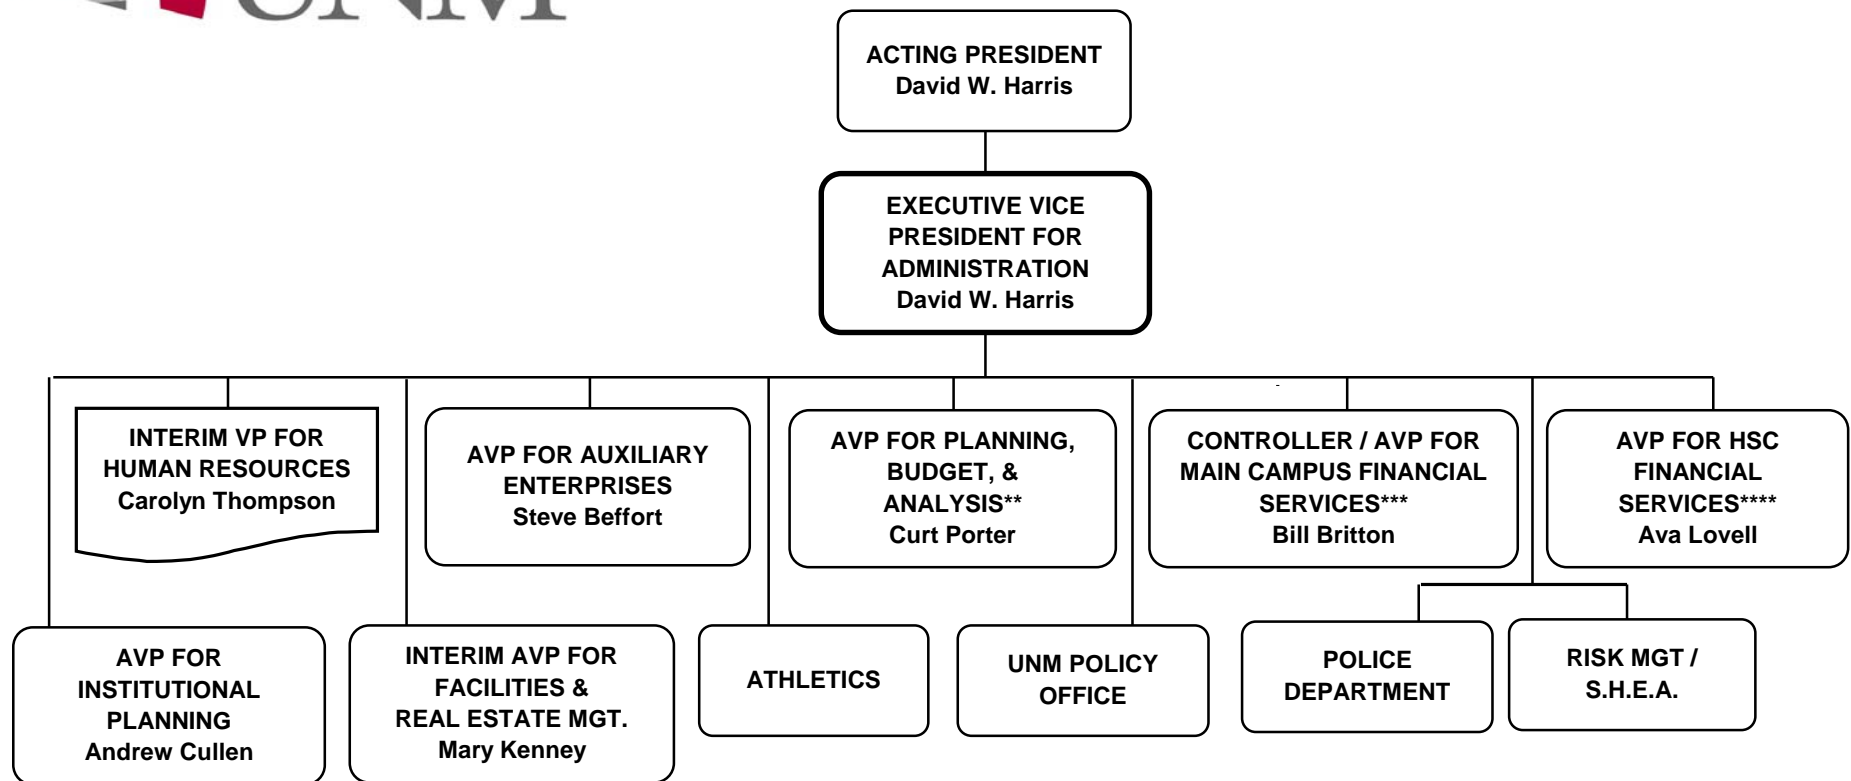 UNM
ACTING PRESIDENT
David W. Harris
EXECUTIVE VICE
PRESIDENT FOR
ADMINISTRATION
David W. Harris
INTERIM VP FOR
HUMAN RESOURCES
Carolyn Thompson
AVP FOR AUXILIARY
ENTERPRISES
Steve Beffort
AVP FOR PLANNING,
BUDGET, &
ANALYSIS**
Curt Porter
CONTROLLER / AVP FOR
MAIN CAMPUS FINANCIAL
SERVICES***
Bill Britton
AVP FOR HSC
FINANCIAL
SERVICES****
Ava Lovell
AVP FOR
INSTITUTIONAL
PLANNING
Andrew Cullen
INTERIM AVP FOR
FACILITIES &
REAL ESTATE MGT.
Mary Kenney
ATHLETICS
UNM POLICY
OFFICE
POLICE
DEPARTMENT
RISK MGT /
S.H.E.A.